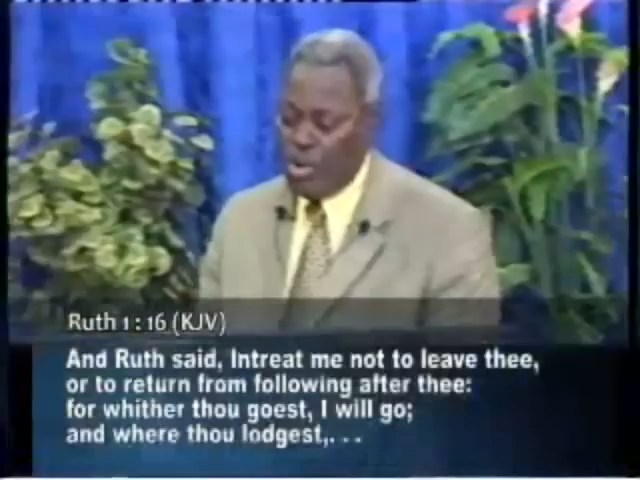 Ruth 1 : 16 (KJV)
And Ruth said, Intreat me not to leave thee,
or to return from following after thee:
for whither thou goest, I will go;
and where thou lodgest,. . .